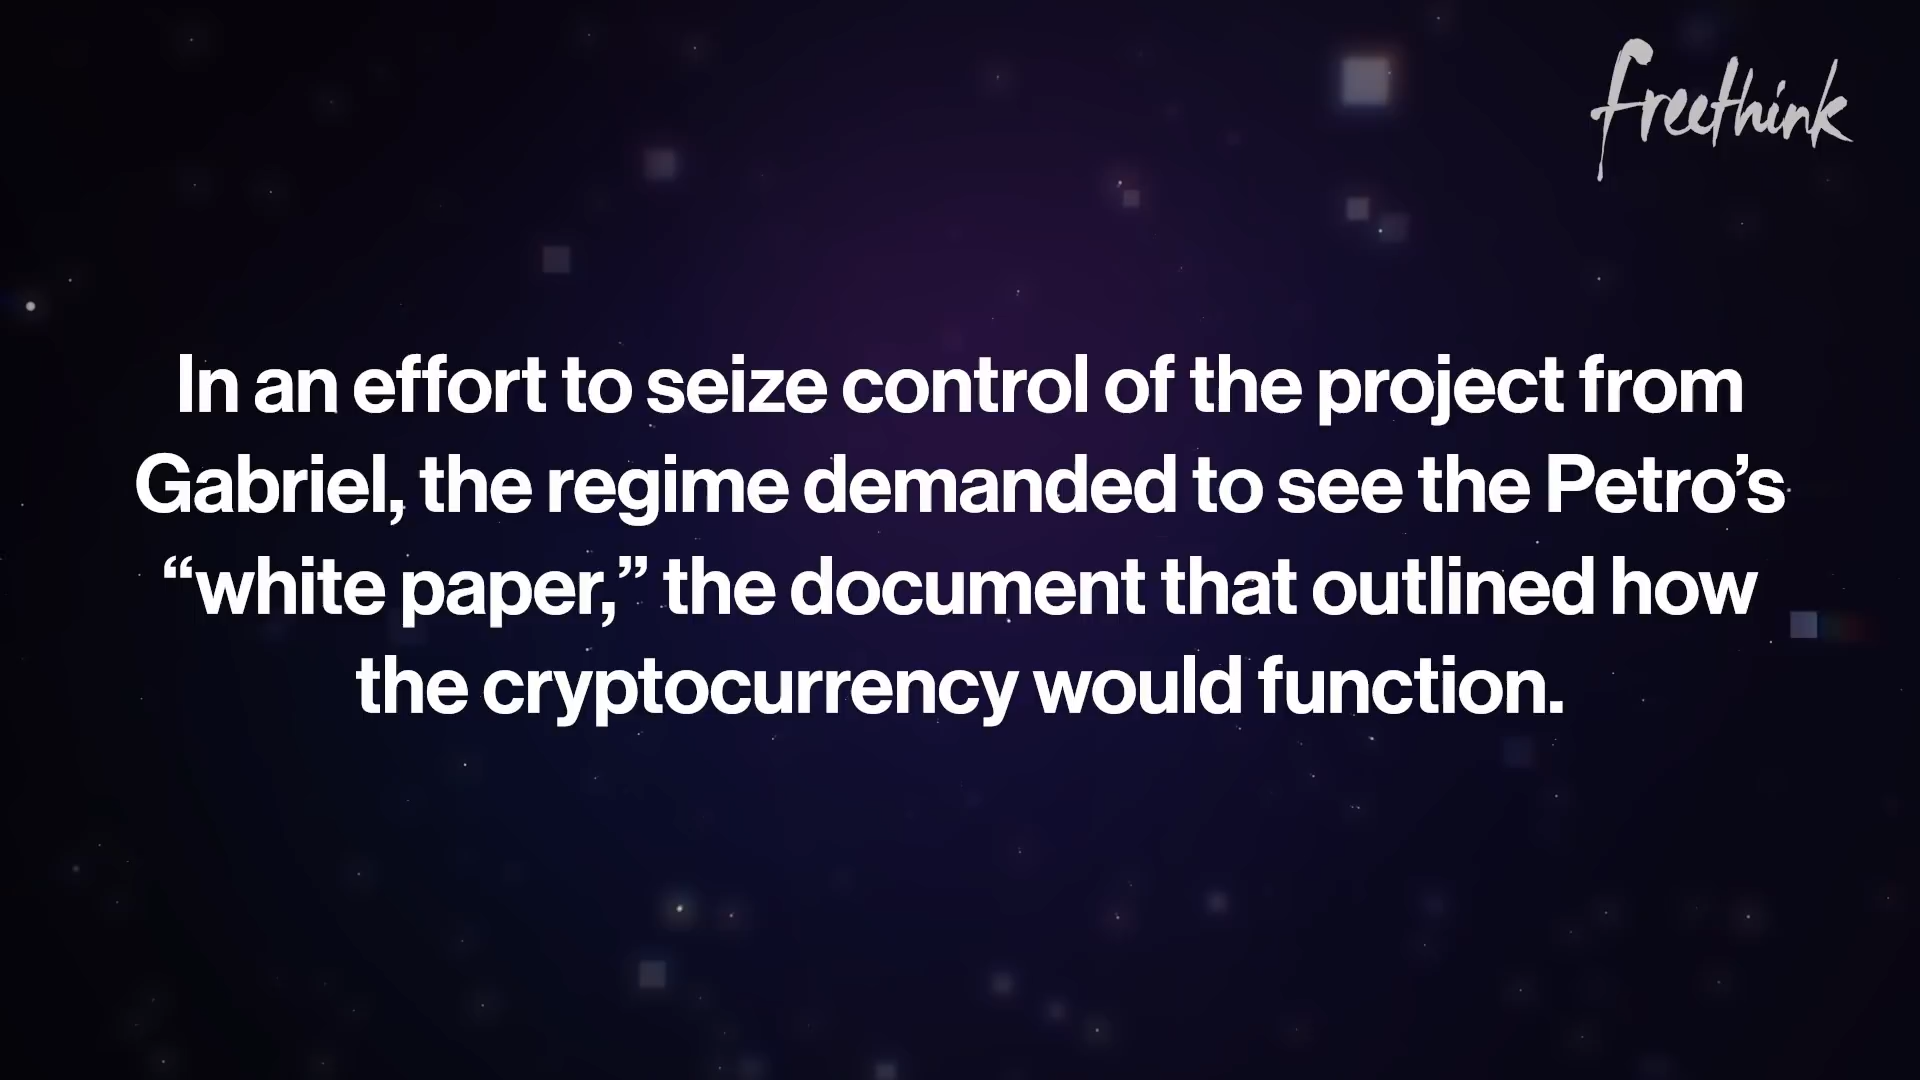 freethink
In an effort to seize control of the project from
Gabriel, the regime demanded to see the Petro’s
“white paper,” the document that outlined how
the cryptocurrency would function.